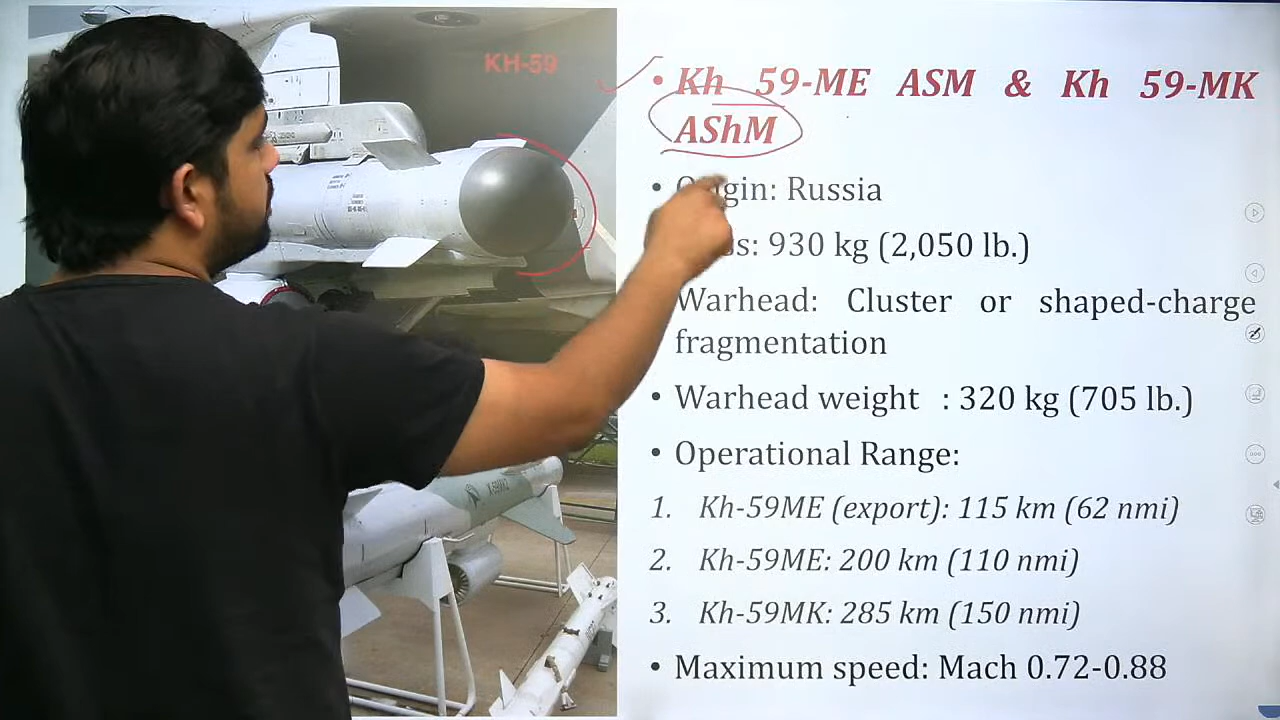 KH-59
• Kh 59-ME ASM & Kh 59-MK
AShM
• Origin: Russia
: 930 kg (2,050 lb.)
Warhead: Cluster or shaped-charge
fragmentation
• Warhead weight : 320 kg (705 lb.)
• Operational Range:
1. Kh-59ME (export): 115 km (62 nmi)
2. Kh-59ME: 200 km (110 nmi)
3. Kh-59MK: 285 km (150 nmi)
• Maximum speed: Mach 0.72-0.88